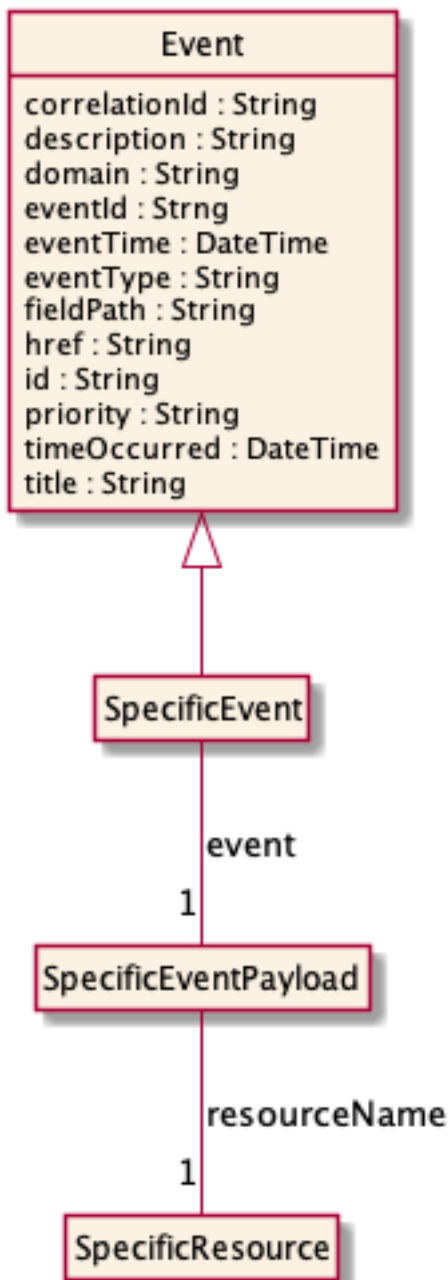 Event
correlationId : String
description : String
domain : String
eventId : Strng
eventTime : DateTime
eventType : String
fieldPath : String
href : String
id : String
priority : String
timeOccurred : DateTime
title : String
SpecificEvent
event
1
SpecificEventPayload
resourceName
1
SpecificResource